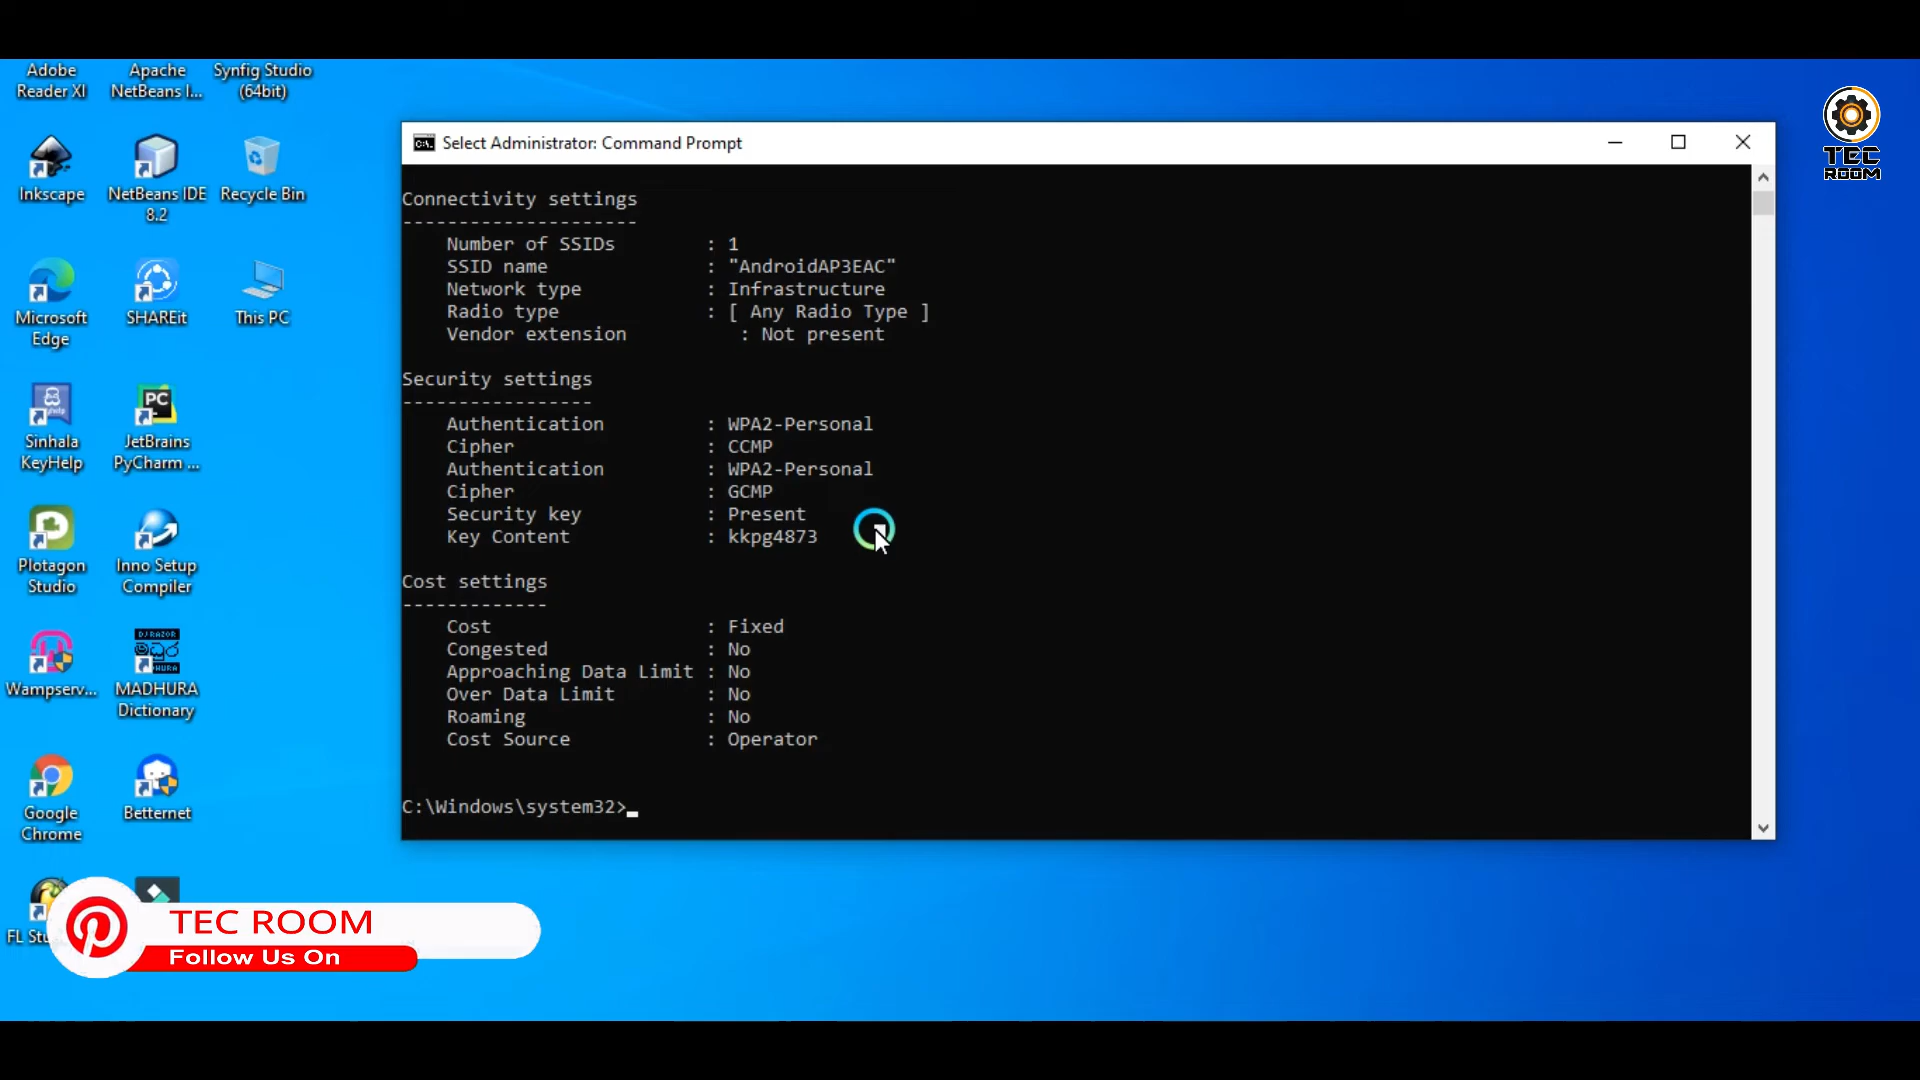 Adobe
Reader XI
Apache
NetBeans I...
Synfig Studio
(64bit)
Inkscape
NetBeans IDE
8.2
Recycle Bin
Microsoft
Edge
SHAREit
This PC
Sinhala
KeyHelp
PC
JetBrains
PyCharm ...
Plotagon
Studio
Inno Setup
Compiler
Wampserv...
MADHURA
Dictionary
Google
Chrome
Betternet
TEC ROOM
Follow Us On
Select Administrator: Command Prompt
Connectivity settings
---------------------
Number of SSIDs : 1
SSID name : "AndroidAP3EAC"
Network type : Infrastructure
Radio type : [ Any Radio Type ]
Vendor extension : Not present
Security settings
-----------------
Authentication : WPA2-Personal
Cipher : CCMP
Authentication : WPA2-Personal
Cipher : GCMP
Security key : Present
Key Content : kkpg4873
Cost settings
-------------
Cost : Fixed
Congested : No
Approaching Data Limit : No
Over Data Limit : No
Roaming : No
Cost Source : Operator
C:\Windows\system32>
TEC
ROOM